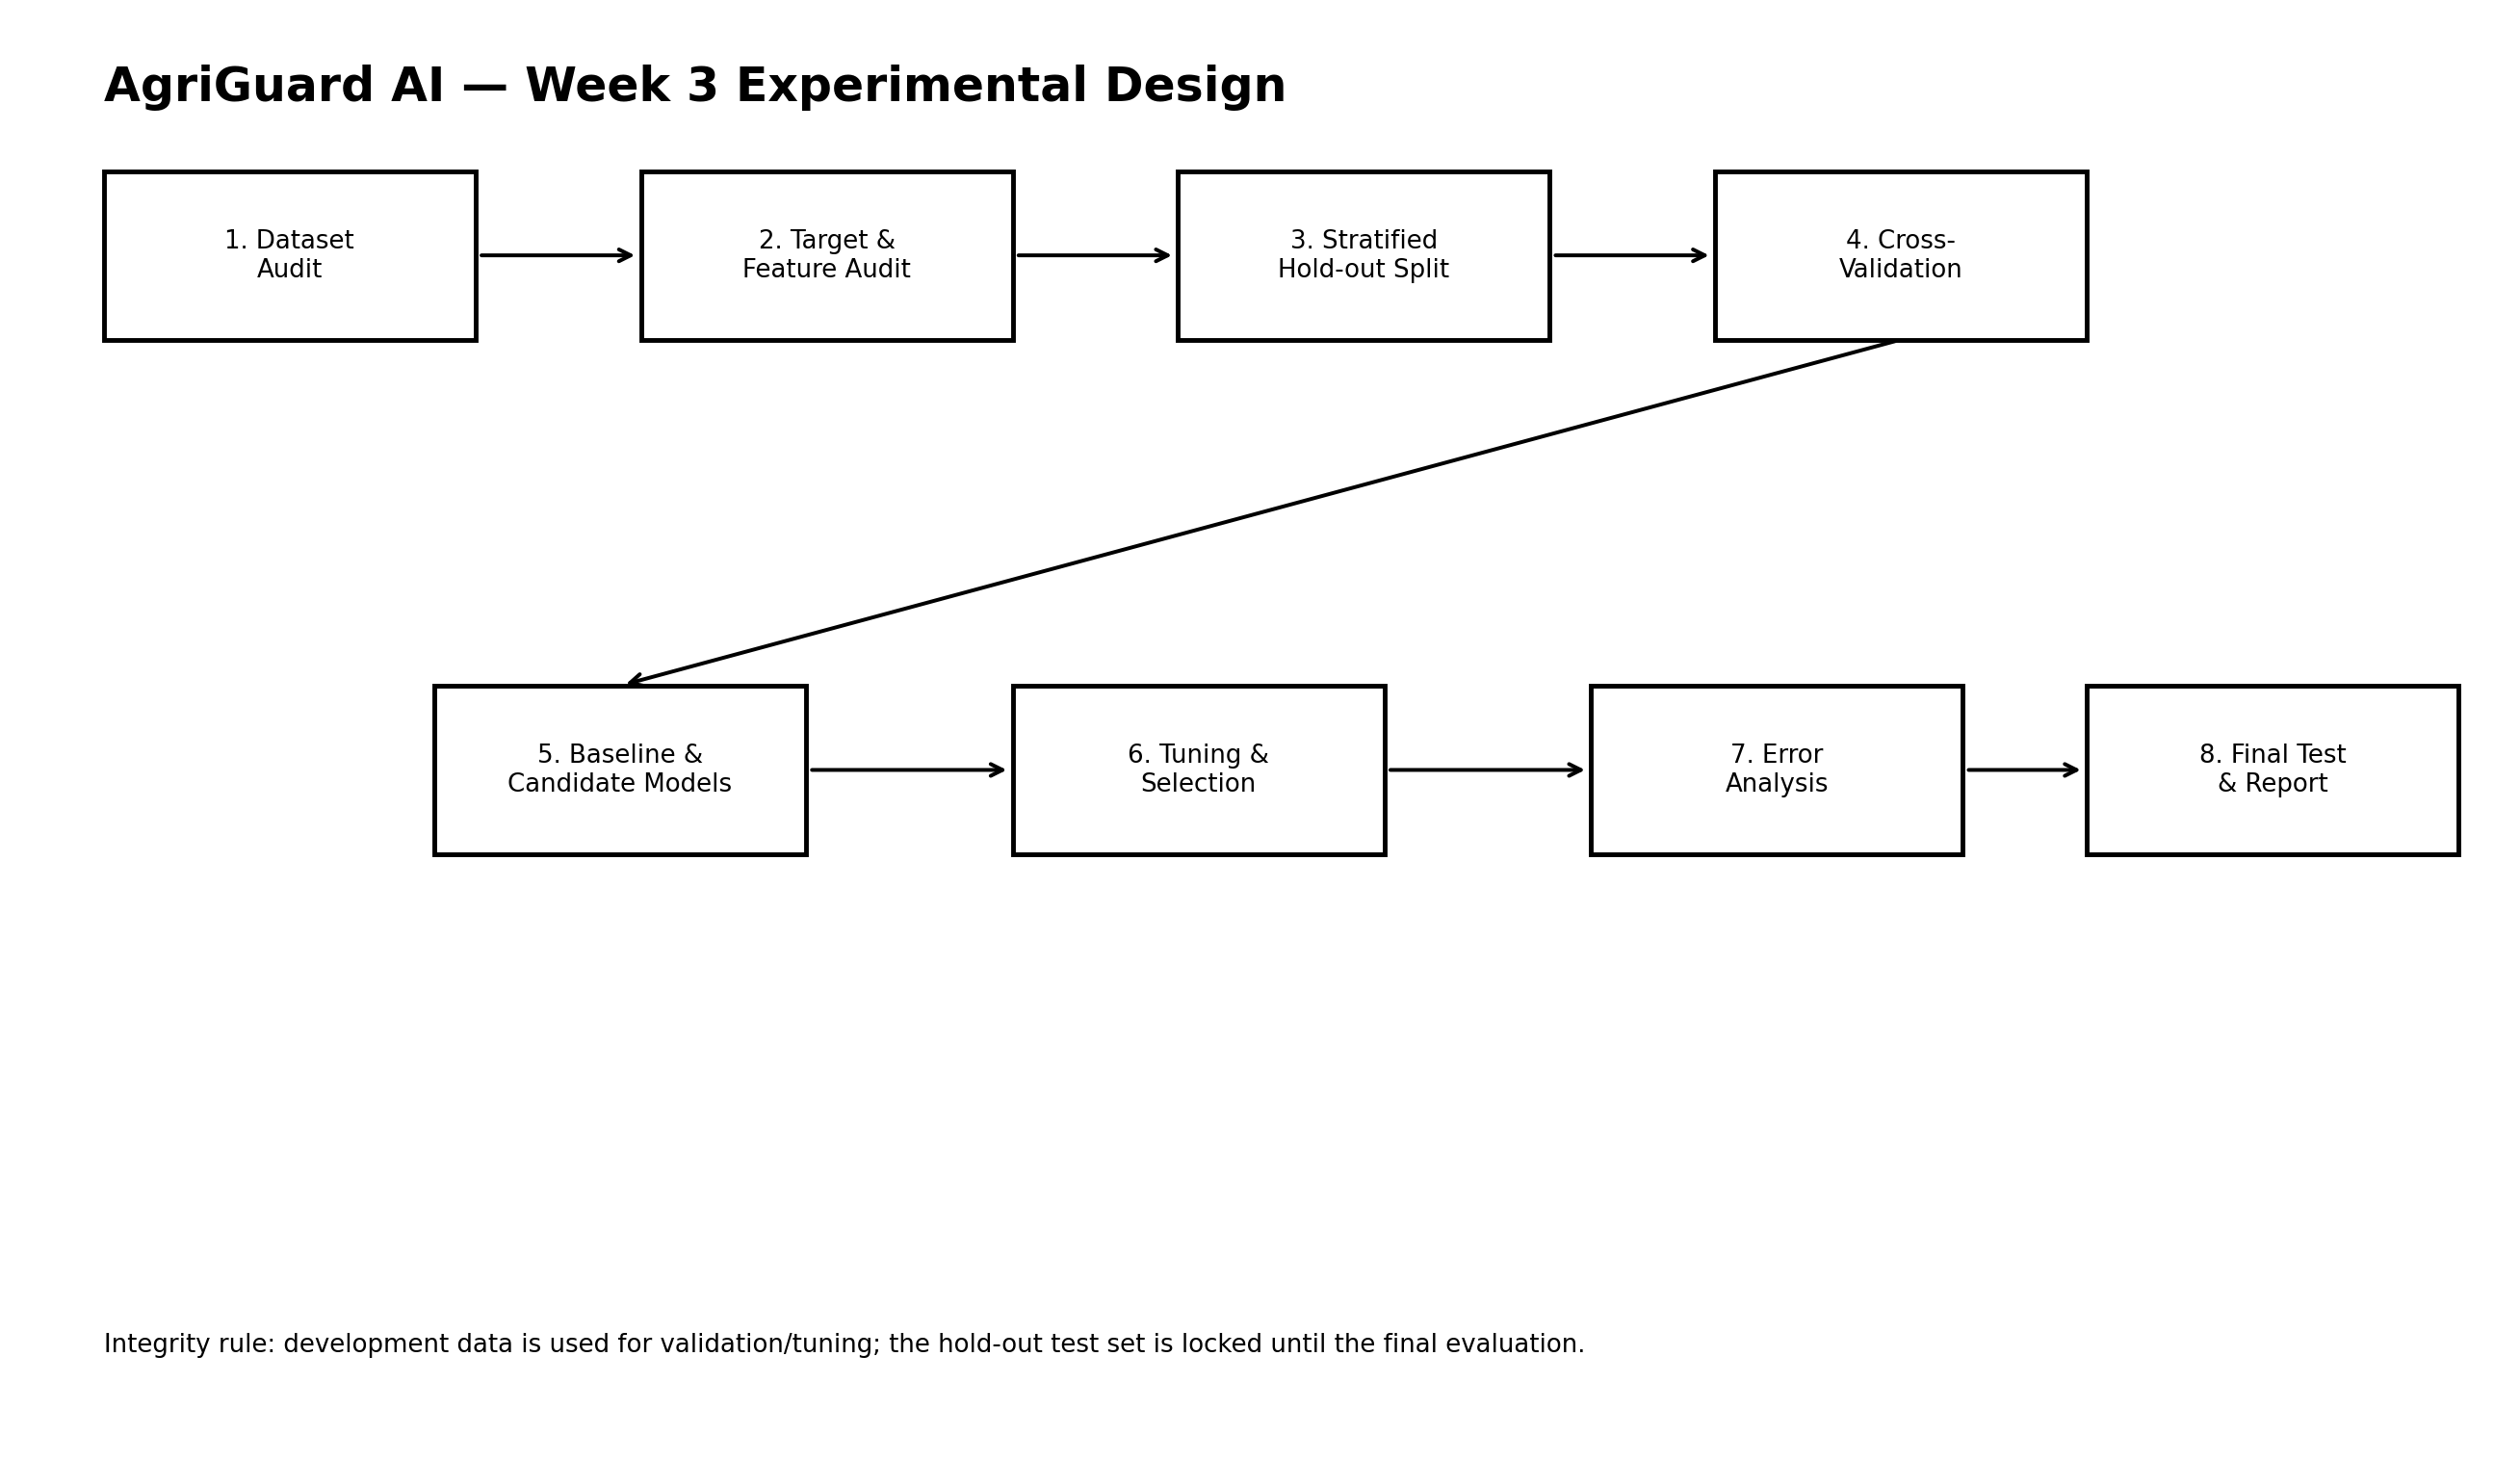 AgriGuard AI — Week 3 Experimental Design
1. Dataset
Audit
2. Target &
Feature Audit
3. Stratified
Hold-out Split
4. Cross-
Validation
5. Baseline &
Candidate Models
6. Tuning &
Selection
7. Error
Analysis
8. Final Test
& Report
Integrity rule: development data is used for validation/tuning; the hold-out test set is locked until the final evaluation.